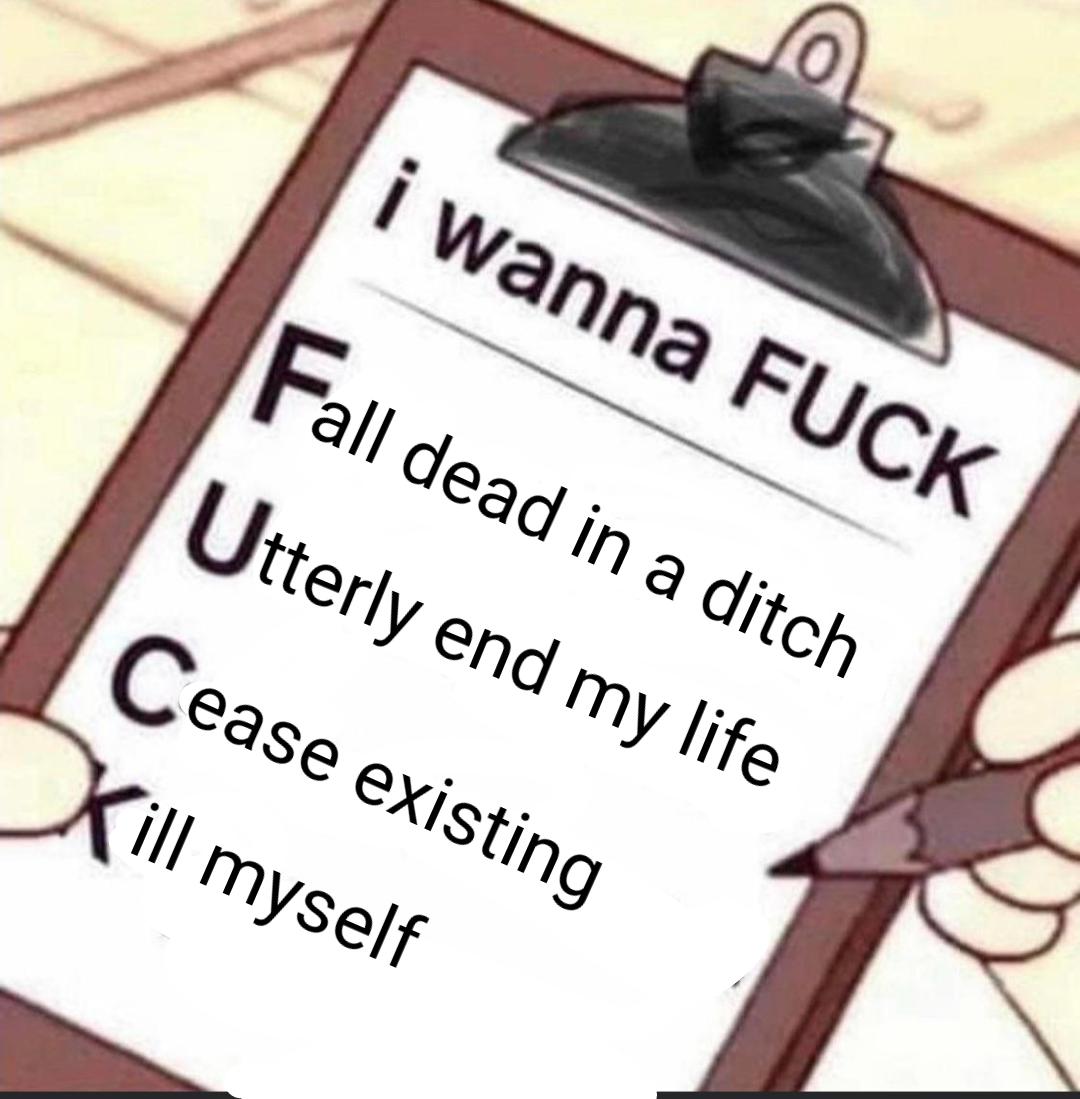 i wanna FUCK
Fall dead in a ditch
Utterly end my life
Cease existing
Kill myself